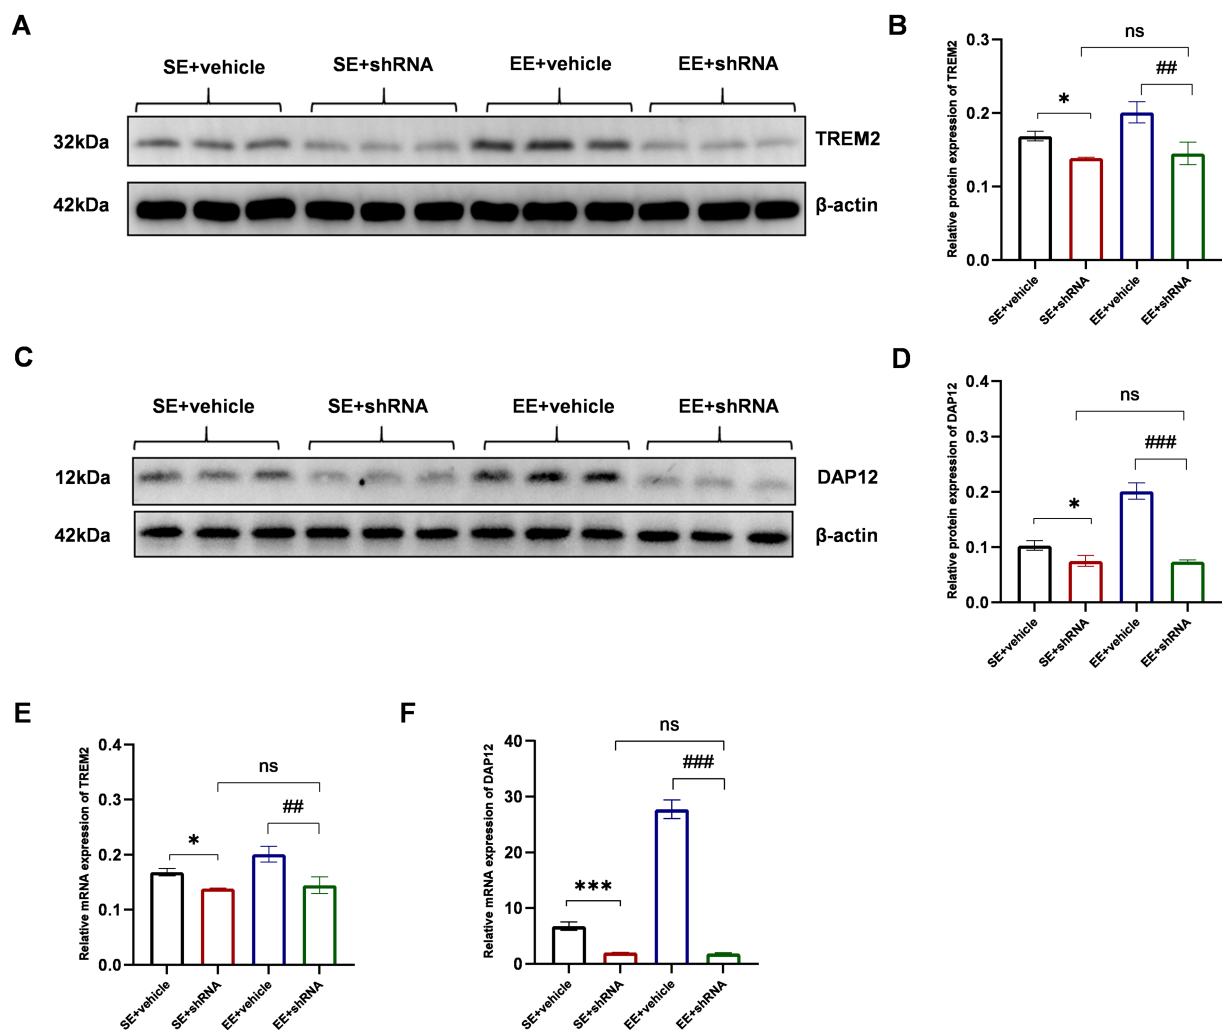 A
SE+vehicle SE+shRNA EE+vehicle EE+shRNA
32kDa TREM2
42kDa β-actin
B
Relative protein expression of TREM2
0.3
0.2
0.1
0.0
* ## ns
SE+vehicle SE+shRNA EE+vehicle EE+shRNA
C
SE+vehicle SE+shRNA EE+vehicle EE+shRNA
12kDa DAP12
42kDa β-actin
D
Relative protein expression of DAP12
0.4
0.3
0.2
0.1
0.0
* ### ns
SE+vehicle SE+shRNA EE+vehicle EE+shRNA
E
Relative mRNA expression of TREM2
0.4
0.3
0.2
0.1
0.0
* ## ns
SE+vehicle SE+shRNA EE+vehicle EE+shRNA
F
Relative mRNA expression of DAP12
40
30
20
10
0
*** ### ns
SE+vehicle SE+shRNA EE+vehicle EE+shRNA